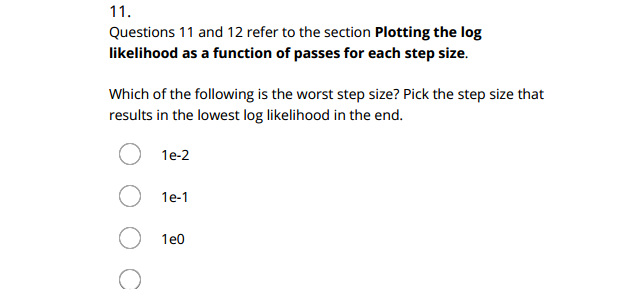 11.
Questions 11 and 12 refer to the section Plotting the log
likelihood as a function of passes for each step size.
Which of the following is the worst step size? Pick the step size that
results in the lowest log likelihood in the end.
1e-2
1e-1
1e0